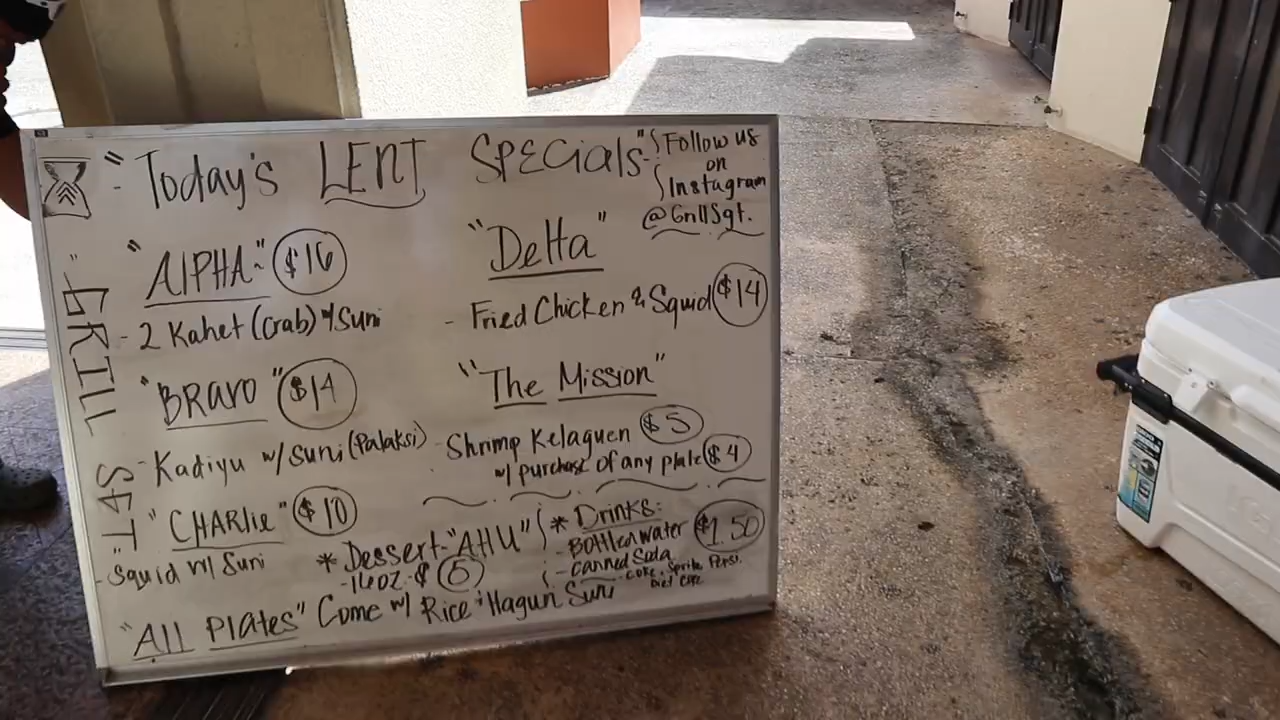 "Today's LENT SPECIALS"
Follow us
on
Instagram
@GrillSgt.
"GRILL SGT."
"ALPHA" $16
- 2 Kahet (Crab) w/ Suni
"BRAVO" $14
- Kadiyu w/ Suni (Palaksi)
"CHARlie" $10
- Squid w/ Suni
"Delta"
- Fried Chicken & Squid $14
"The Mission"
- Shrimp Kelaguen $5
w/ purchase of any plate $4
* Dessert - "AHU"
- 16oz - $5
* Drinks:
- Bottled Water $1.50
- Canned Soda
Coke, Sprite, Pepsi.
Diet Coke
"All Plates" Come w/ Rice & Hagun Suni